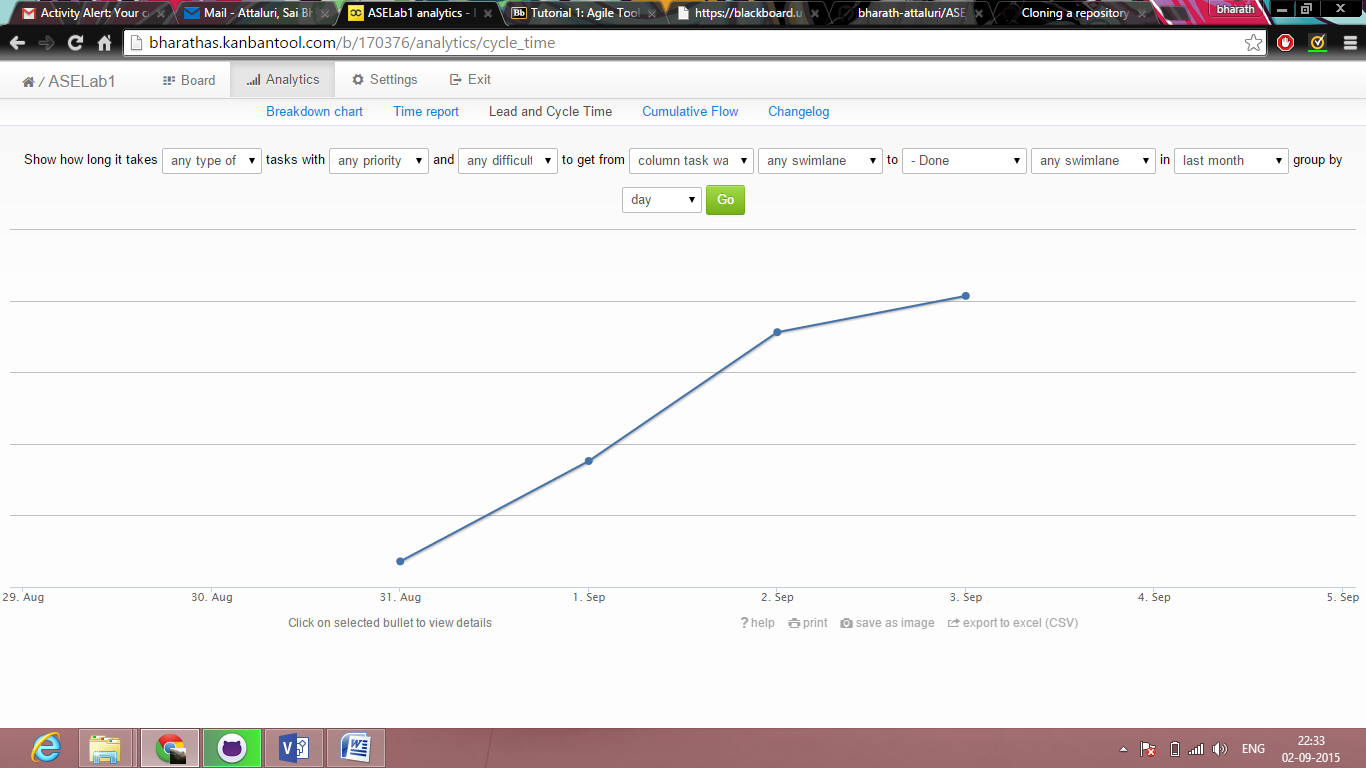 Activity Alert: Your c Mail - Attaluri, Sai Bh ASELab1 analytics - Bb Tutorial 1: Agile Tool https://blackboard.u bharath-attaluri/ASE Cloning a repository bharath
bharathas.kanbantool.com/b/170376/analytics/cycle_time
/ ASELab1 Board Analytics Settings Exit
Breakdown chart Time report Lead and Cycle Time Cumulative Flow Changelog
Show how long it takes any type of tasks with any priority and any difficult to get from column task wa any swimlane to - Done any swimlane in last month group by
day Go
29. Aug 30. Aug 31. Aug 1. Sep 2. Sep 3. Sep 4. Sep 5. Sep
Click on selected bullet to view details ? help print save as image export to excel (CSV)
ENG 22:33
02-09-2015